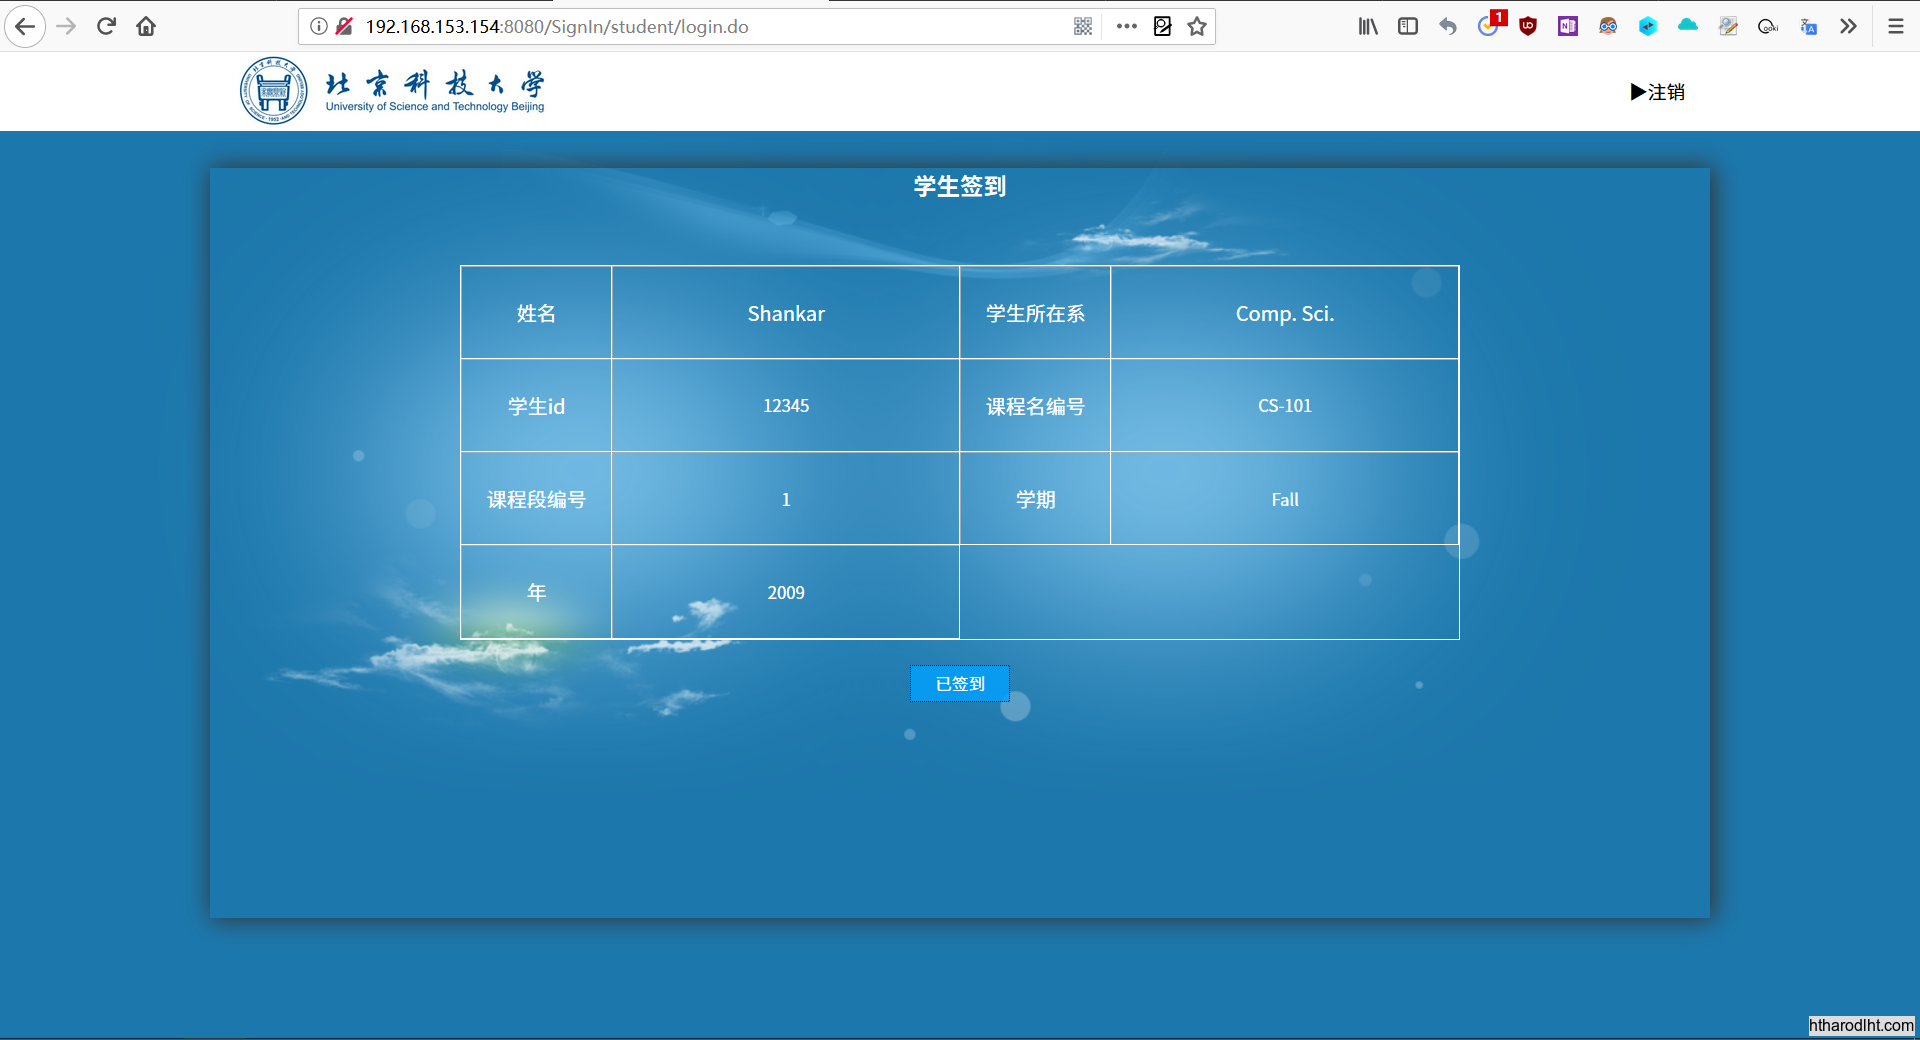 192.168.153.154:8080/SignIn/student/login.do
1
北京科技大学
University of Science and Technology Beijing
▶注销
学生签到
姓名 Shankar 学生所在系 Comp. Sci.
学生id 12345 课程名编号 CS-101
课程段编号 1 学期 Fall
年 2009
已签到
htharodlht.com